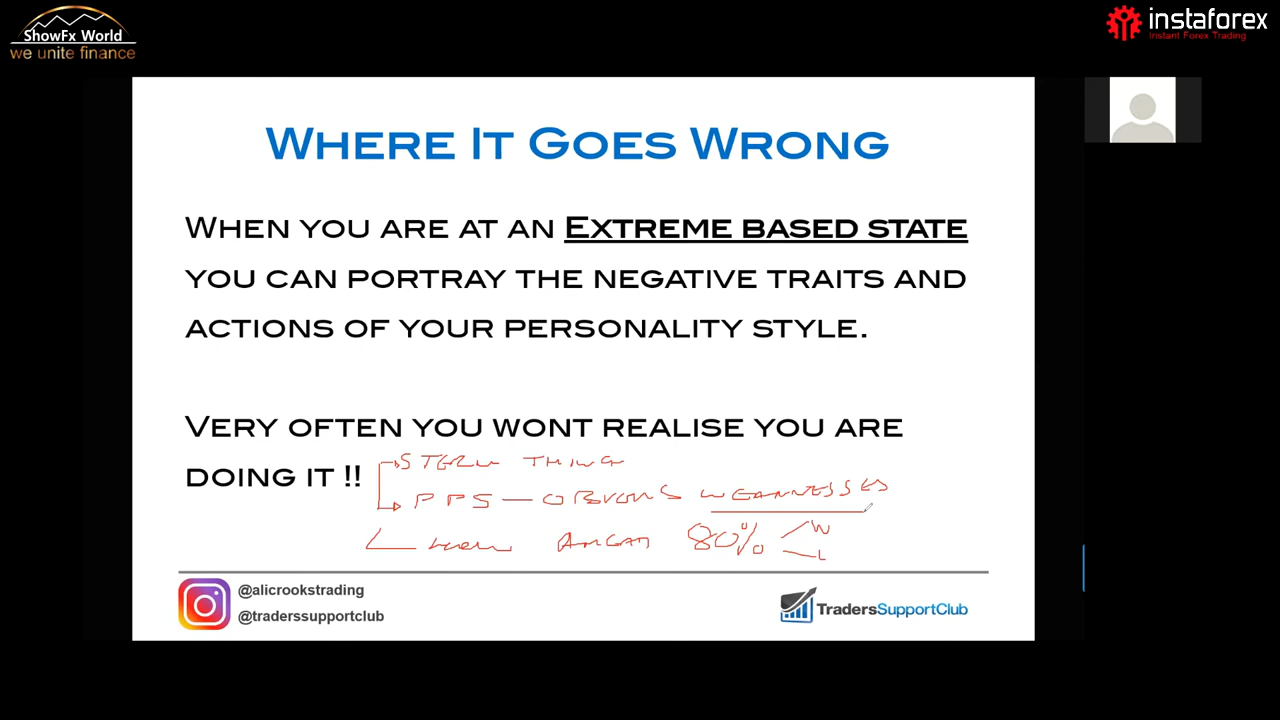 ShowFx World
we unite finance
instaforex
Instant Forex Trading
WHERE IT GOES WRONG
WHEN YOU ARE AT AN EXTREME BASED STATE
YOU CAN PORTRAY THE NEGATIVE TRAITS AND
ACTIONS OF YOUR PERSONALITY STYLE.
VERY OFTEN YOU WONT REALISE YOU ARE
DOING IT !!
THING
PPS — OBVIOUS WEAKNESSES
80% W
L
@alicrookstrading
@traderssupportclub
TradersSupportClub